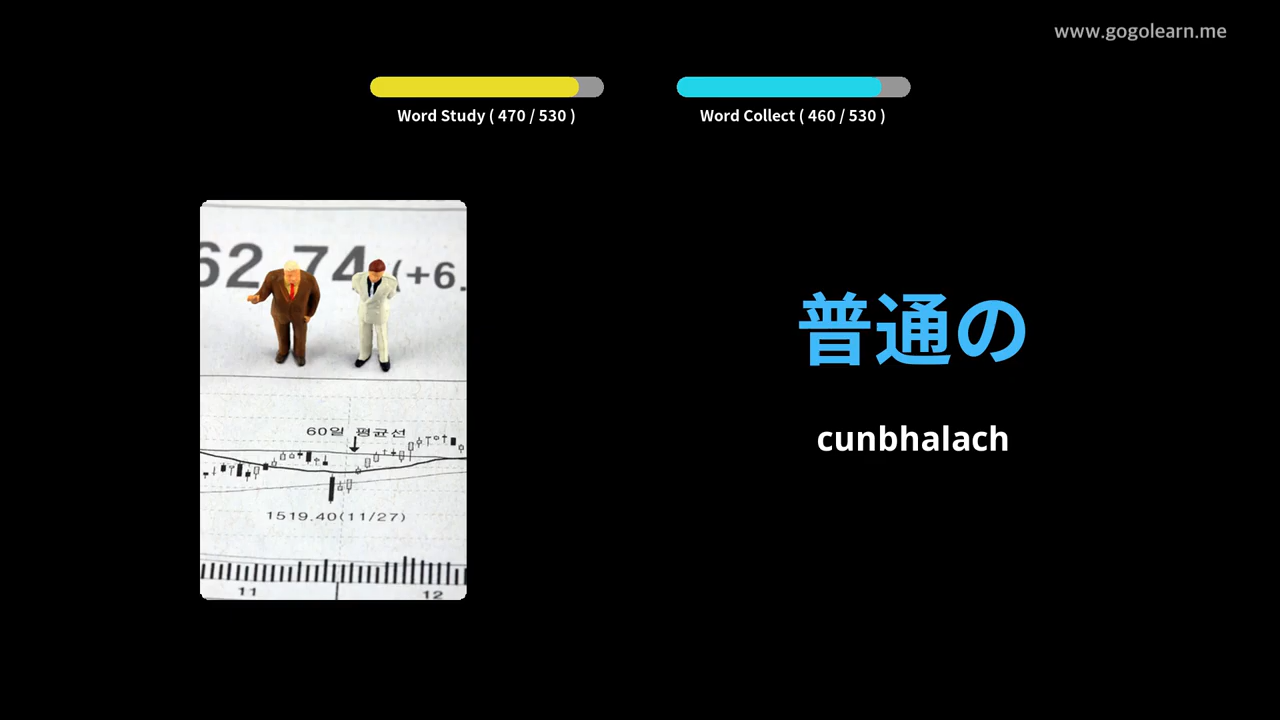 www.gogolearn.me
Word Study ( 470 / 530 )
Word Collect ( 460 / 530 )
62.74 (+6.
60일 평균선
1519.40(11/27)
11
12
普通の
cunbhalach